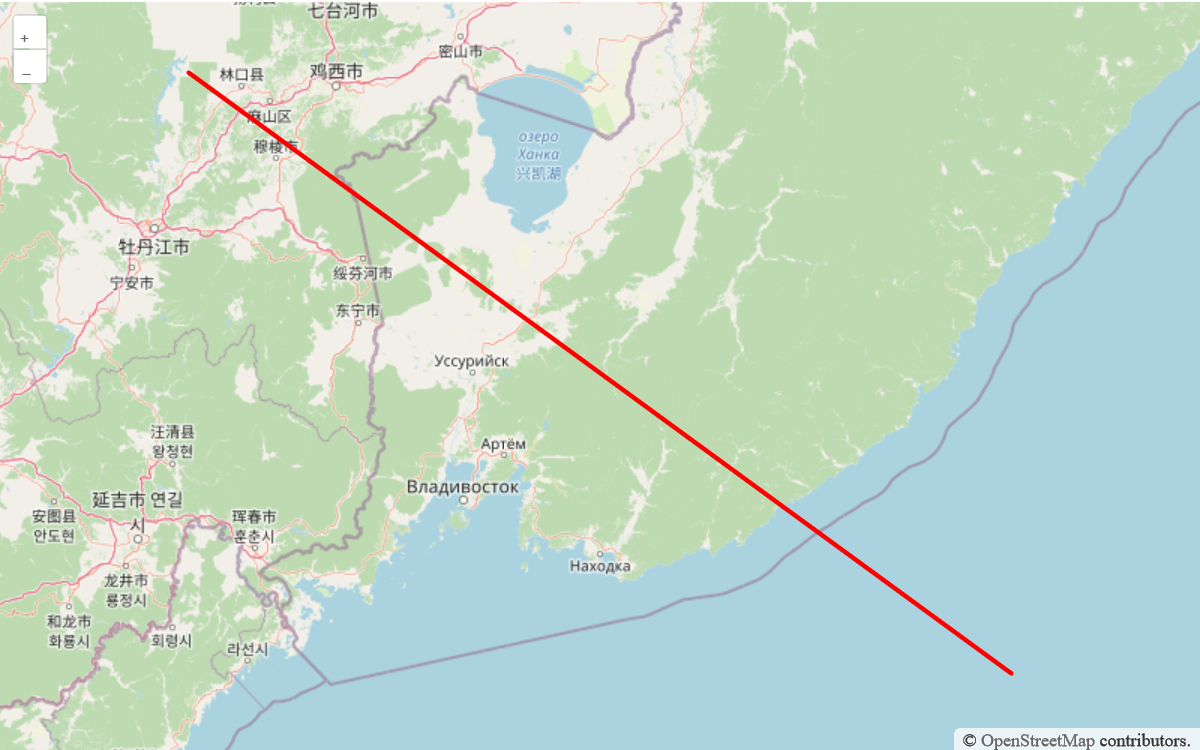 七台河市
+
密山市
–
林口县
鸡西市
麻山区
озеро
Ханка
兴凯湖
穆棱市
牡丹江市
绥芬河市
宁安市
东宁市
Уссурийск
汪清县
왕청현
Артём
Владивосток
延吉市 연길
시
安图县
안도현
珲春市
훈춘시
Находка
龙井市
룡정시
和龙市
화룡시
회령시
라선시
© OpenStreetMap contributors.